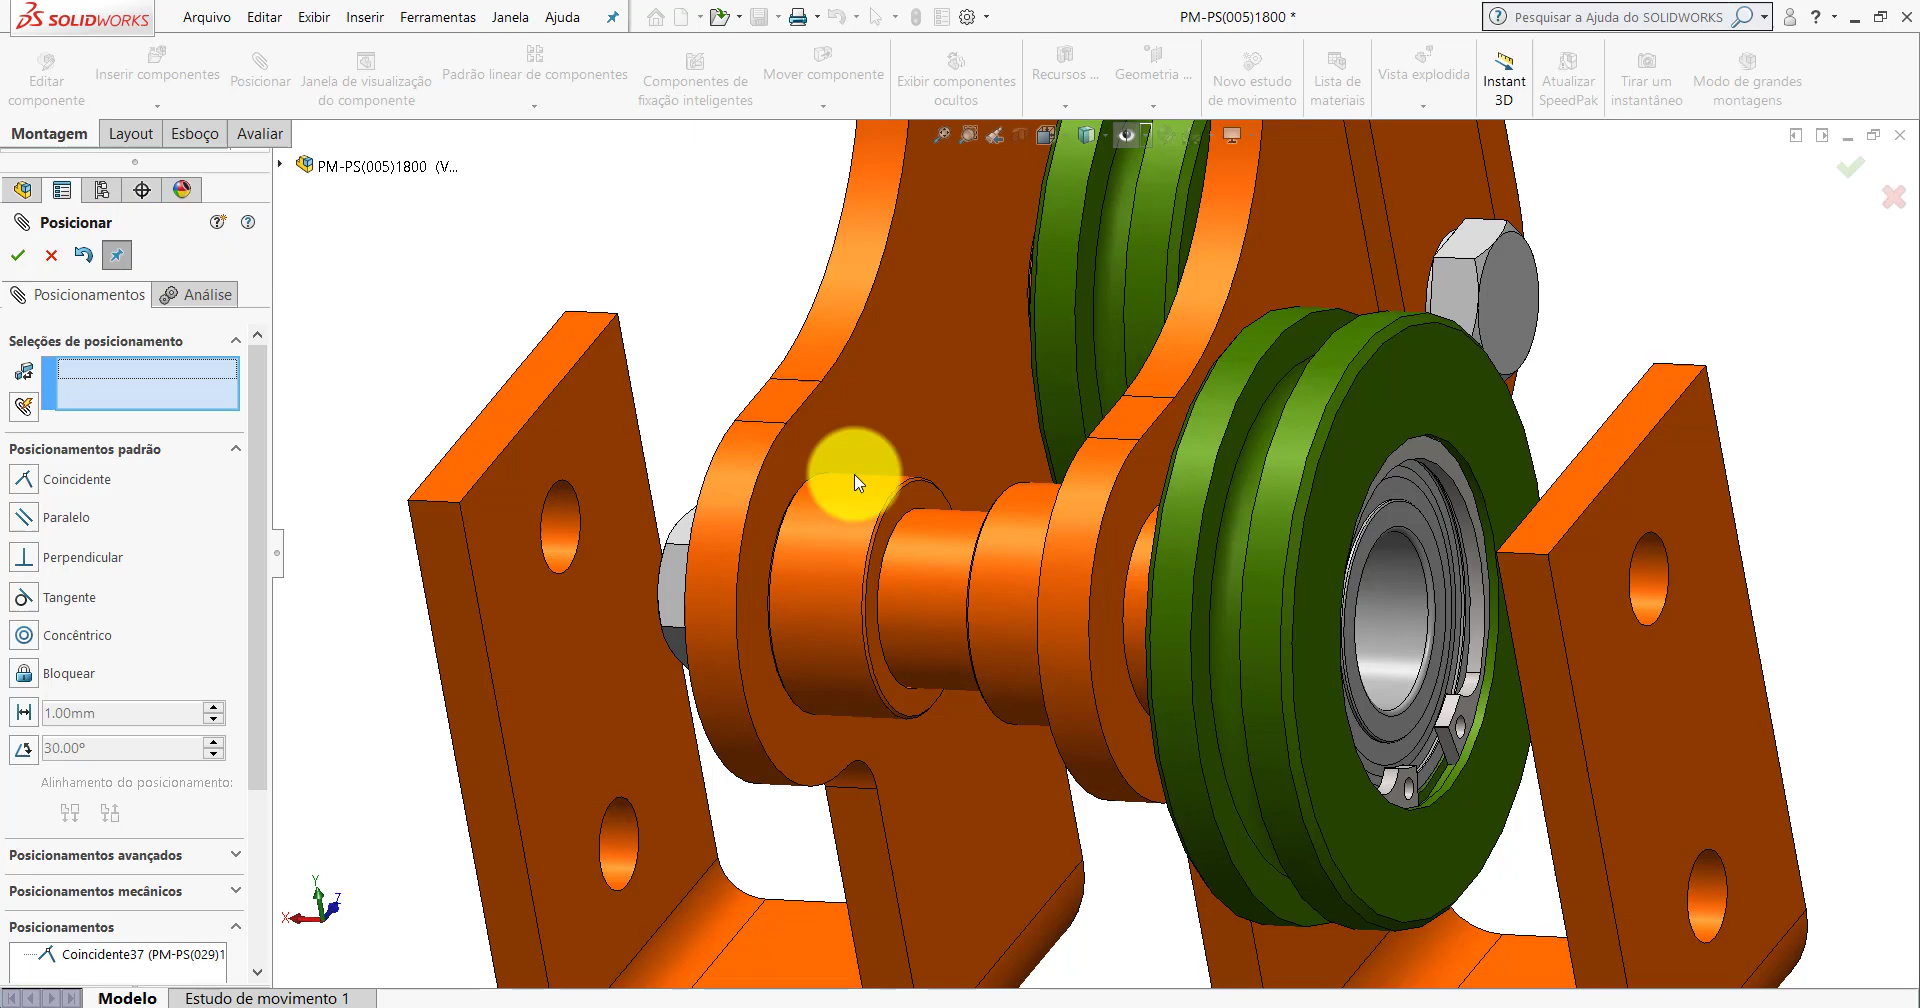 SOLIDWORKS Arquivo Editar Exibir Inserir Ferramentas Janela Ajuda PM-PS(005)1800 * Pesquisar a Ajuda do SOLIDWORKS
Editar componente
Inserir componentes
Posicionar
Janela de visualização do componente
Padrão linear de componentes
Componentes de fixação inteligentes
Mover componente
Exibir componentes ocultos
Recursos ...
Geometria ...
Novo estudo de movimento
Lista de materiais
Vista explodida
Instant 3D
Atualizar SpeedPak
Tirar um instantâneo
Modo de grandes montagens
Montagem Layout Esboço Avaliar
PM-PS(005)1800 (V...
Posicionar
Posicionamentos Análise
Seleções de posicionamento
Posicionamentos padrão
Coincidente
Paralelo
Perpendicular
Tangente
Concêntrico
Bloquear
1.00mm
30.00°
Alinhamento do posicionamento:
Posicionamentos avançados
Posicionamentos mecânicos
Posicionamentos
Coincidente37 (PM-PS(029)1
Y
Z
X
Modelo Estudo de movimento 1